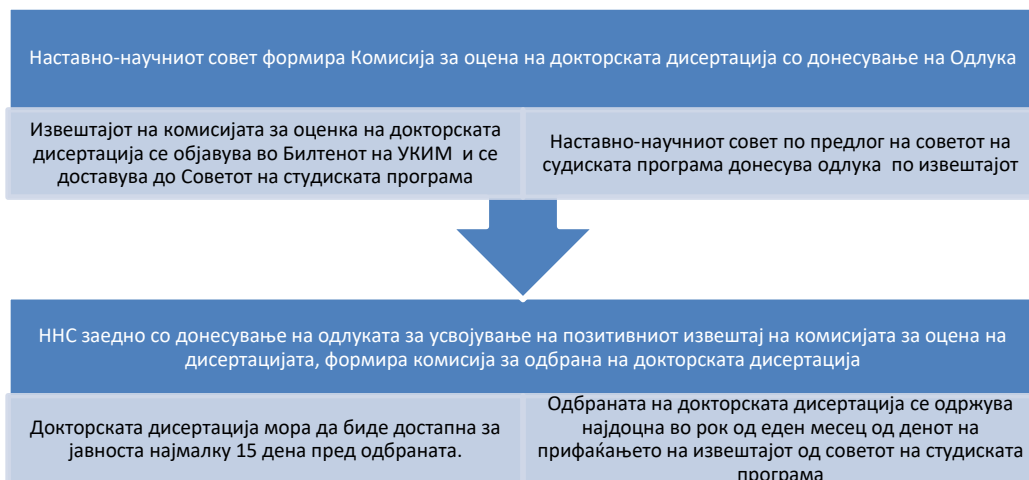 Наставно-научниот совет формира Комисија за оцена на докторската дисертација со донесување на Одлука
Извештајот на комисијата за оценка на докторската
дисертација се објавува во Билтенот на УКИМ и се
доставува до Советот на студиската програма
Наставно-научниот совет по предлог на советот на
судиската програма донесува одлука по извештајот
ННС заедно со донесување на одлуката за усвојување на позитивниот извештај на комисијата за оцена на
дисертацијата, формира комисија за одбрана на докторската дисертација
Докторската дисертација мора да биде достапна за
јавноста најмалку 15 дена пред одбраната.
Одбраната на докторската дисертација се одржува
најдоцна во рок од еден месец од денот на
прифаќањето на извештајот од советот на студиската
програма